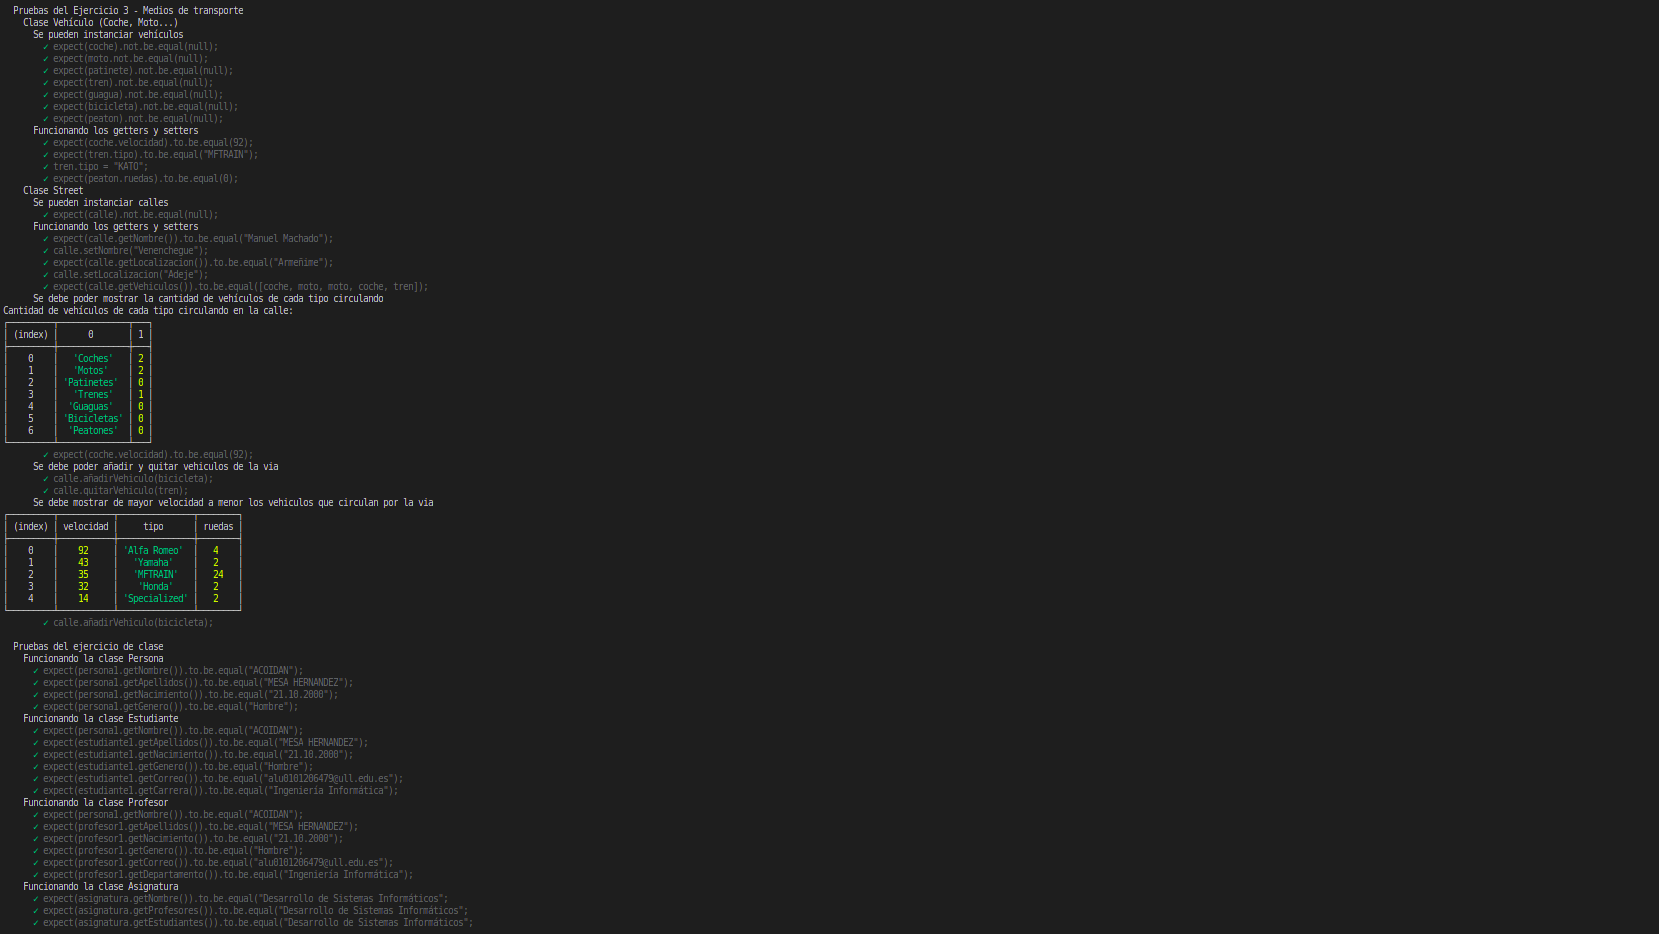 Pruebas del Ejercicio 3 - Medios de transporte
Clase Vehículo (Coche, Moto...)
Se pueden instanciar vehículos
✓ expect(coche).not.be.equal(null);
✓ expect(moto.not.be.equal(null);
✓ expect(patinete).not.be.equal(null);
✓ expect(tren).not.be.equal(null);
✓ expect(guagua).not.be.equal(null);
✓ expect(bicicleta).not.be.equal(null);
✓ expect(peaton).not.be.equal(null);
Funcionando los getters y setters
✓ expect(coche.velocidad).to.be.equal(92);
✓ expect(tren.tipo).to.be.equal("MFTRAIN");
✓ tren.tipo = "KATO";
✓ expect(peaton.ruedas).to.be.equal(0);
Clase Street
Se pueden instanciar calles
✓ expect(calle).not.be.equal(null);
Funcionando los getters y setters
✓ expect(calle.getNombre()).to.be.equal("Manuel Machado");
✓ calle.setNombre("Venenchegue");
✓ expect(calle.getLocalizacion()).to.be.equal("Armeñime");
✓ calle.setLocalizacion("Adeje");
✓ expect(calle.getVehiculos()).to.be.equal([coche, moto, moto, coche, tren]);
Se debe poder mostrar la cantidad de vehículos de cada tipo circulando
Cantidad de vehículos de cada tipo circulando en la calle:
(index) 0 1
0 'Coches' 2
1 'Motos' 2
2 'Patinetes' 0
3 'Trenes' 1
4 'Guaguas' 0
5 'Bicicletas' 0
6 'Peatones' 0
✓ expect(coche.velocidad).to.be.equal(92);
Se debe poder añadir y quitar vehiculos de la via
✓ calle.añadirVehiculo(bicicleta);
✓ calle.quitarVehiculo(tren);
Se debe mostrar de mayor velocidad a menor los vehiculos que circulan por la via
(index) velocidad tipo ruedas
0 92 'Alfa Romeo' 4
1 43 'Yamaha' 2
2 35 'MFTRAIN' 24
3 32 'Honda' 2
4 14 'Specialized' 2
✓ calle.añadirVehiculo(bicicleta);
Pruebas del ejercicio de clase
Funcionando la clase Persona
✓ expect(persona1.getNombre()).to.be.equal("ACOIDAN");
✓ expect(persona1.getApellidos()).to.be.equal("MESA HERNANDEZ");
✓ expect(persona1.getNacimiento()).to.be.equal("21.10.2000");
✓ expect(persona1.getGenero()).to.be.equal("Hombre");
Funcionando la clase Estudiante
✓ expect(persona1.getNombre()).to.be.equal("ACOIDAN");
✓ expect(estudiante1.getApellidos()).to.be.equal("MESA HERNANDEZ");
✓ expect(estudiante1.getNacimiento()).to.be.equal("21.10.2000");
✓ expect(estudiante1.getGenero()).to.be.equal("Hombre");
✓ expect(estudiante1.getCorreo()).to.be.equal("alu0101206479@ull.edu.es");
✓ expect(estudiante1.getCarrera()).to.be.equal("Ingeniería Informática");
Funcionando la clase Profesor
✓ expect(persona1.getNombre()).to.be.equal("ACOIDAN");
✓ expect(profesor1.getApellidos()).to.be.equal("MESA HERNANDEZ");
✓ expect(profesor1.getNacimiento()).to.be.equal("21.10.2000");
✓ expect(profesor1.getGenero()).to.be.equal("Hombre");
✓ expect(profesor1.getCorreo()).to.be.equal("alu0101206479@ull.edu.es");
✓ expect(profesor1.getDepartamento()).to.be.equal("Ingeniería Informática");
Funcionando la clase Asignatura
✓ expect(asignatura.getNombre()).to.be.equal("Desarrollo de Sistemas Informáticos";
✓ expect(asignatura.getProfesores()).to.be.equal("Desarrollo de Sistemas Informáticos";
✓ expect(asignatura.getEstudiantes()).to.be.equal("Desarrollo de Sistemas Informáticos";